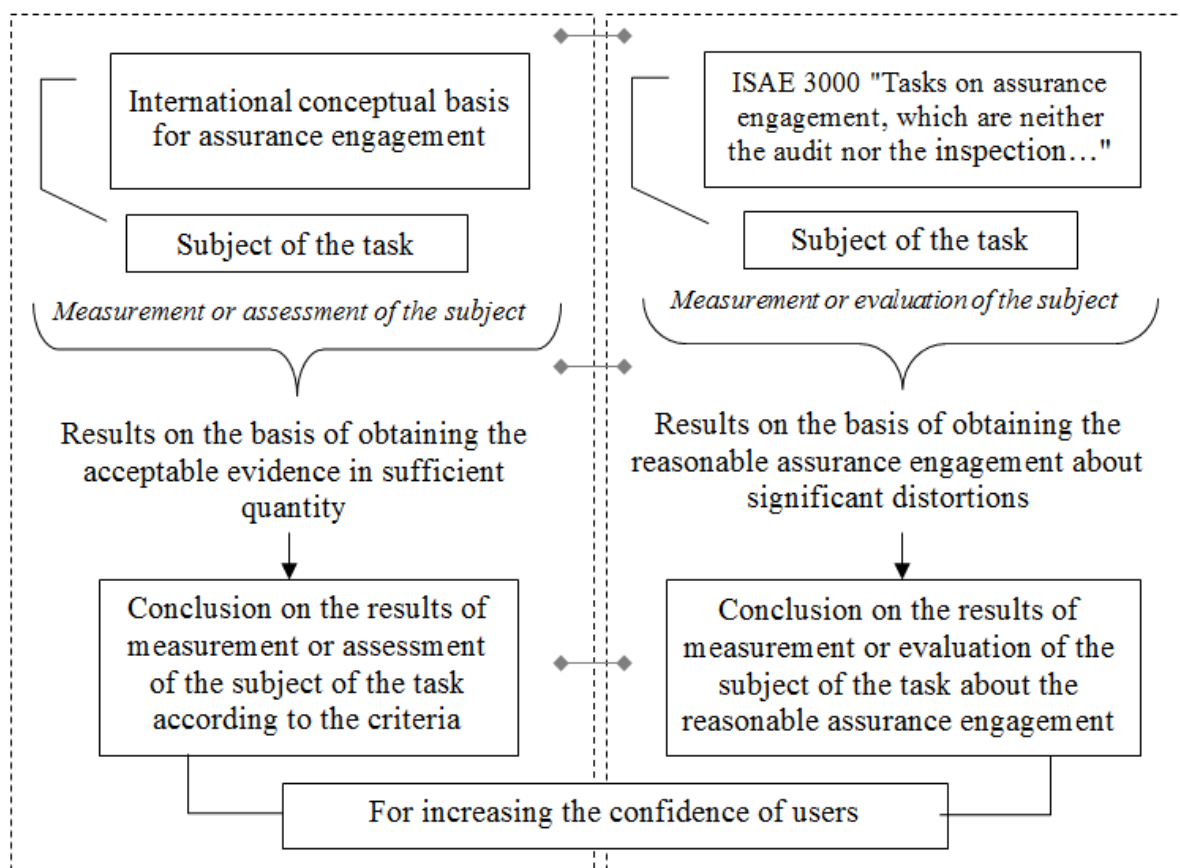 International conceptual basis
for assurance engagement
Subject of the task
Measurement or assessment of the subject
Results on the basis of obtaining the
acceptable evidence in sufficient
quantity
Conclusion on the results of
measurement or assessment
of the subject of the task
according to the criteria
ISAE 3000 "Tasks on assurance
engagement, which are neither
the audit nor the inspection…"
Subject of the task
Measurement or evaluation of the subject
Results on the basis of obtaining the
reasonable assurance engagement about
significant distortions
Conclusion on the results of
measurement or evaluation of the
subject of the task about the
reasonable assurance engagement
For increasing the confidence of users